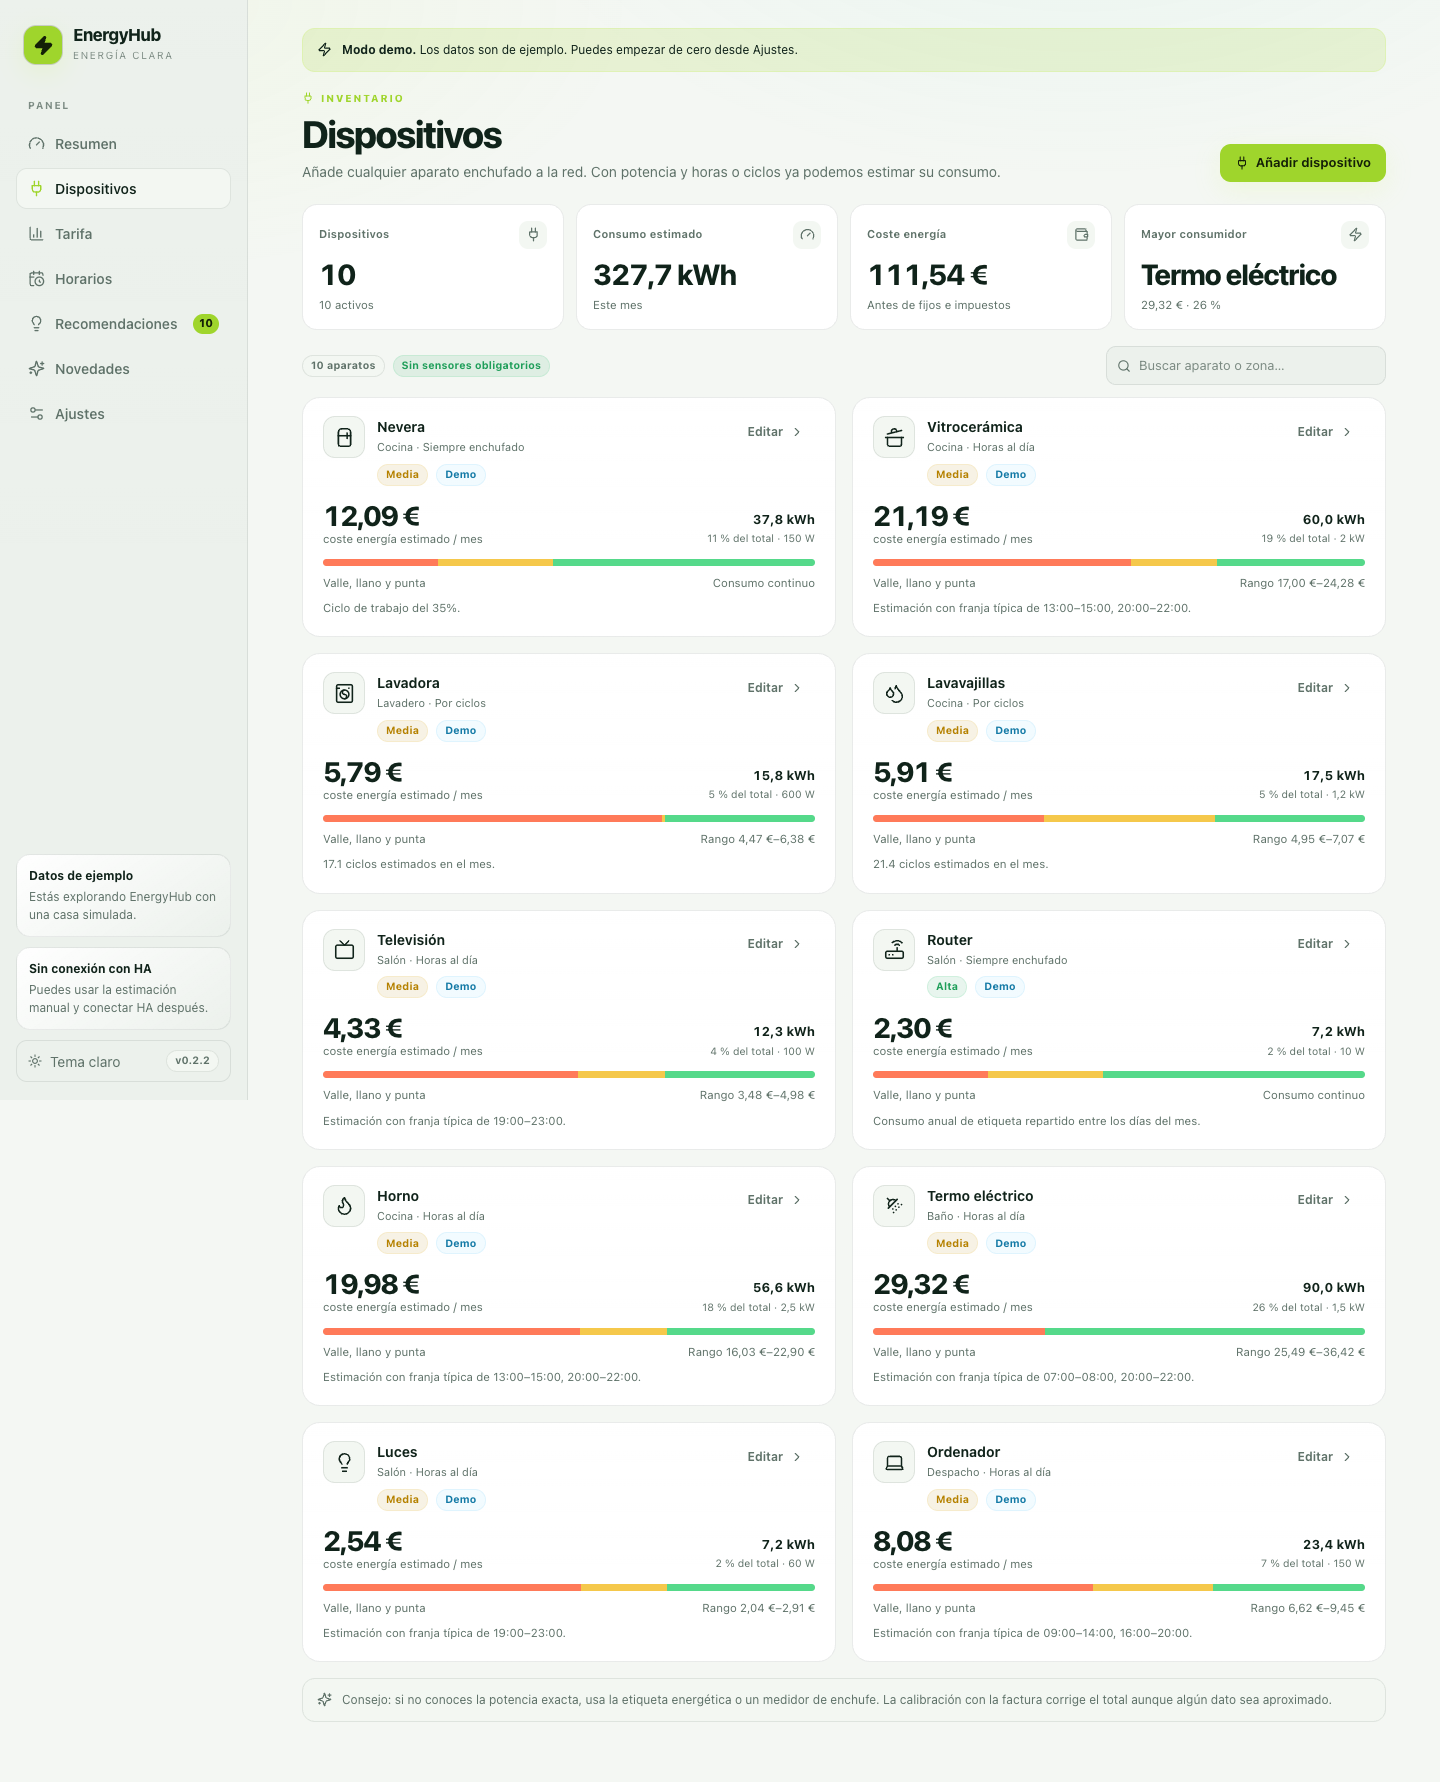 EnergyHub
ENERGÍA CLARA
PANEL
Resumen
Dispositivos
Tarifa
Horarios
Recomendaciones 10
Novedades
Ajustes
Datos de ejemplo
Estás explorando EnergyHub con
una casa simulada.
Sin conexión con HA
Puedes usar la estimación
manual y conectar HA después.
Tema claro v0.2.2
Modo demo. Los datos son de ejemplo. Puedes empezar de cero desde Ajustes.
INVENTARIO
Dispositivos
Añade cualquier aparato enchufado a la red. Con potencia y horas o ciclos ya podemos estimar su consumo.
Añadir dispositivo
Dispositivos
10
10 activos
Consumo estimado
327,7 kWh
Este mes
Coste energía
111,54 €
Antes de fijos e impuestos
Mayor consumidor
Termo eléctrico
29,32 € · 26 %
10 aparatos Sin sensores obligatorios
Buscar aparato o zona...
Nevera Editar
Cocina · Siempre enchufado
Media Demo
12,09 € 37,8 kWh
coste energía estimado / mes 11 % del total · 150 W
Valle, llano y punta Consumo continuo
Ciclo de trabajo del 35%.
Vitrocerámica Editar
Cocina · Horas al día
Media Demo
21,19 € 60,0 kWh
coste energía estimado / mes 19 % del total · 2 kW
Valle, llano y punta Rango 17,00 €–24,28 €
Estimación con franja típica de 13:00–15:00, 20:00–22:00.
Lavadora Editar
Lavadero · Por ciclos
Media Demo
5,79 € 15,8 kWh
coste energía estimado / mes 5 % del total · 600 W
Valle, llano y punta Rango 4,47 €–6,38 €
17.1 ciclos estimados en el mes.
Lavavajillas Editar
Cocina · Por ciclos
Media Demo
5,91 € 17,5 kWh
coste energía estimado / mes 5 % del total · 1,2 kW
Valle, llano y punta Rango 4,95 €–7,07 €
21.4 ciclos estimados en el mes.
Televisión Editar
Salón · Horas al día
Media Demo
4,33 € 12,3 kWh
coste energía estimado / mes 4 % del total · 100 W
Valle, llano y punta Rango 3,48 €–4,98 €
Estimación con franja típica de 19:00–23:00.
Router Editar
Salón · Siempre enchufado
Alta Demo
2,30 € 7,2 kWh
coste energía estimado / mes 2 % del total · 10 W
Valle, llano y punta Consumo continuo
Consumo anual de etiqueta repartido entre los días del mes.
Horno Editar
Cocina · Horas al día
Media Demo
19,98 € 56,6 kWh
coste energía estimado / mes 18 % del total · 2,5 kW
Valle, llano y punta Rango 16,03 €–22,90 €
Estimación con franja típica de 13:00–15:00, 20:00–22:00.
Termo eléctrico Editar
Baño · Horas al día
Media Demo
29,32 € 90,0 kWh
coste energía estimado / mes 26 % del total · 1,5 kW
Valle, llano y punta Rango 25,49 €–36,42 €
Estimación con franja típica de 07:00–08:00, 20:00–22:00.
Luces Editar
Salón · Horas al día
Media Demo
2,54 € 7,2 kWh
coste energía estimado / mes 2 % del total · 60 W
Valle, llano y punta Rango 2,04 €–2,91 €
Estimación con franja típica de 19:00–23:00.
Ordenador Editar
Despacho · Horas al día
Media Demo
8,08 € 23,4 kWh
coste energía estimado / mes 7 % del total · 150 W
Valle, llano y punta Rango 6,62 €–9,45 €
Estimación con franja típica de 09:00–14:00, 16:00–20:00.
Consejo: si no conoces la potencia exacta, usa la etiqueta energética o un medidor de enchufe. La calibración con la factura corrige el total aunque algún dato sea aproximado.